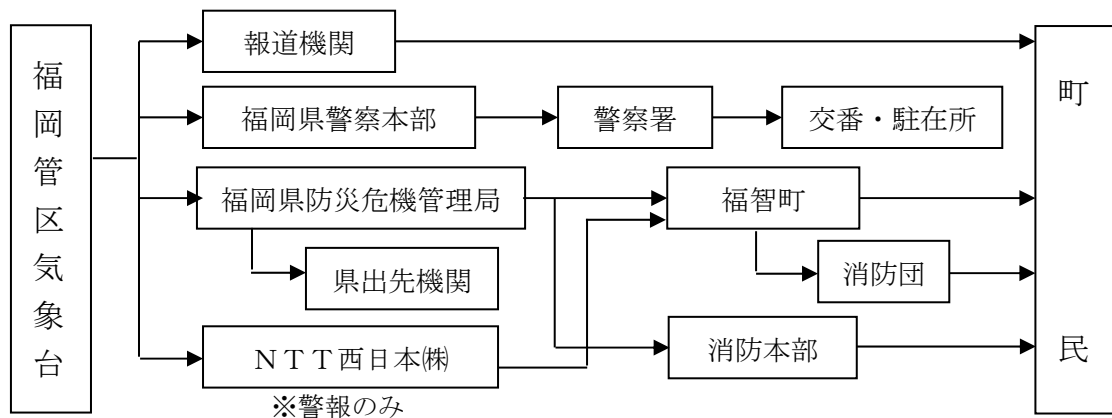 福岡管区気象台
報道機関
福岡県警察本部
警察署
交番・駐在所
福岡県防災危機管理局
福智町
県出先機関
消防団
ＮＴＴ西日本㈱
消防本部
※警報のみ
町民